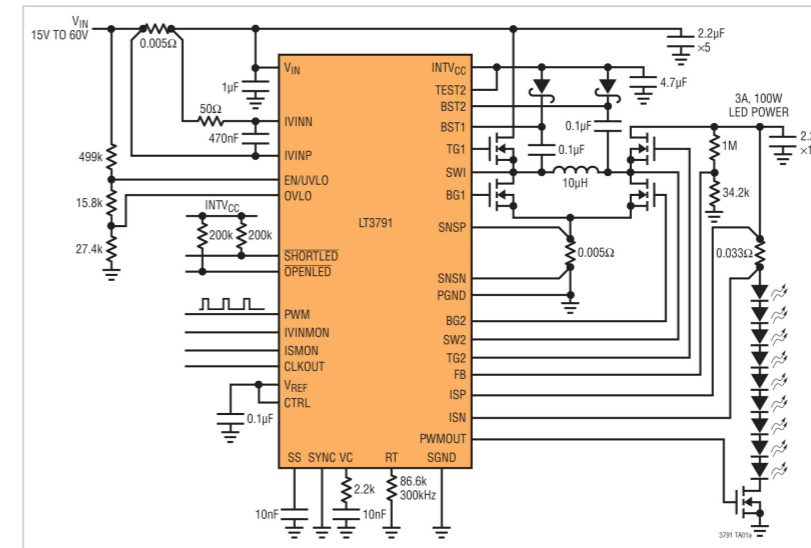 VIN
15V TO 60V
0.005Ω
2.2µF
×5
1µF
VIN
INTVCC
TEST2
BST2
BST1
TG1
SWI
BG1
SNSP
SNSN
PGND
BG2
SW2
TG2
FB
ISP
ISN
PWMOUT
4.7µF
3A, 100W
LED POWER
50Ω
470nF
IVINN
IVINP
EN/UVLO
OVLO
499k
15.8k
27.4k
INTVCC
200k
200k
LT3791
SHORTLED
OPENLED
PWM
IVINMON
ISMON
CLKOUT
VREF
CTRL
0.1µF
0.1µF
0.1µF
10µH
1M
34.2k
0.005Ω
0.033Ω
SS
SYNC
VC
RT
SGND
10nF
2.2k
10nF
86.6k
300kHz
3791 TA01a